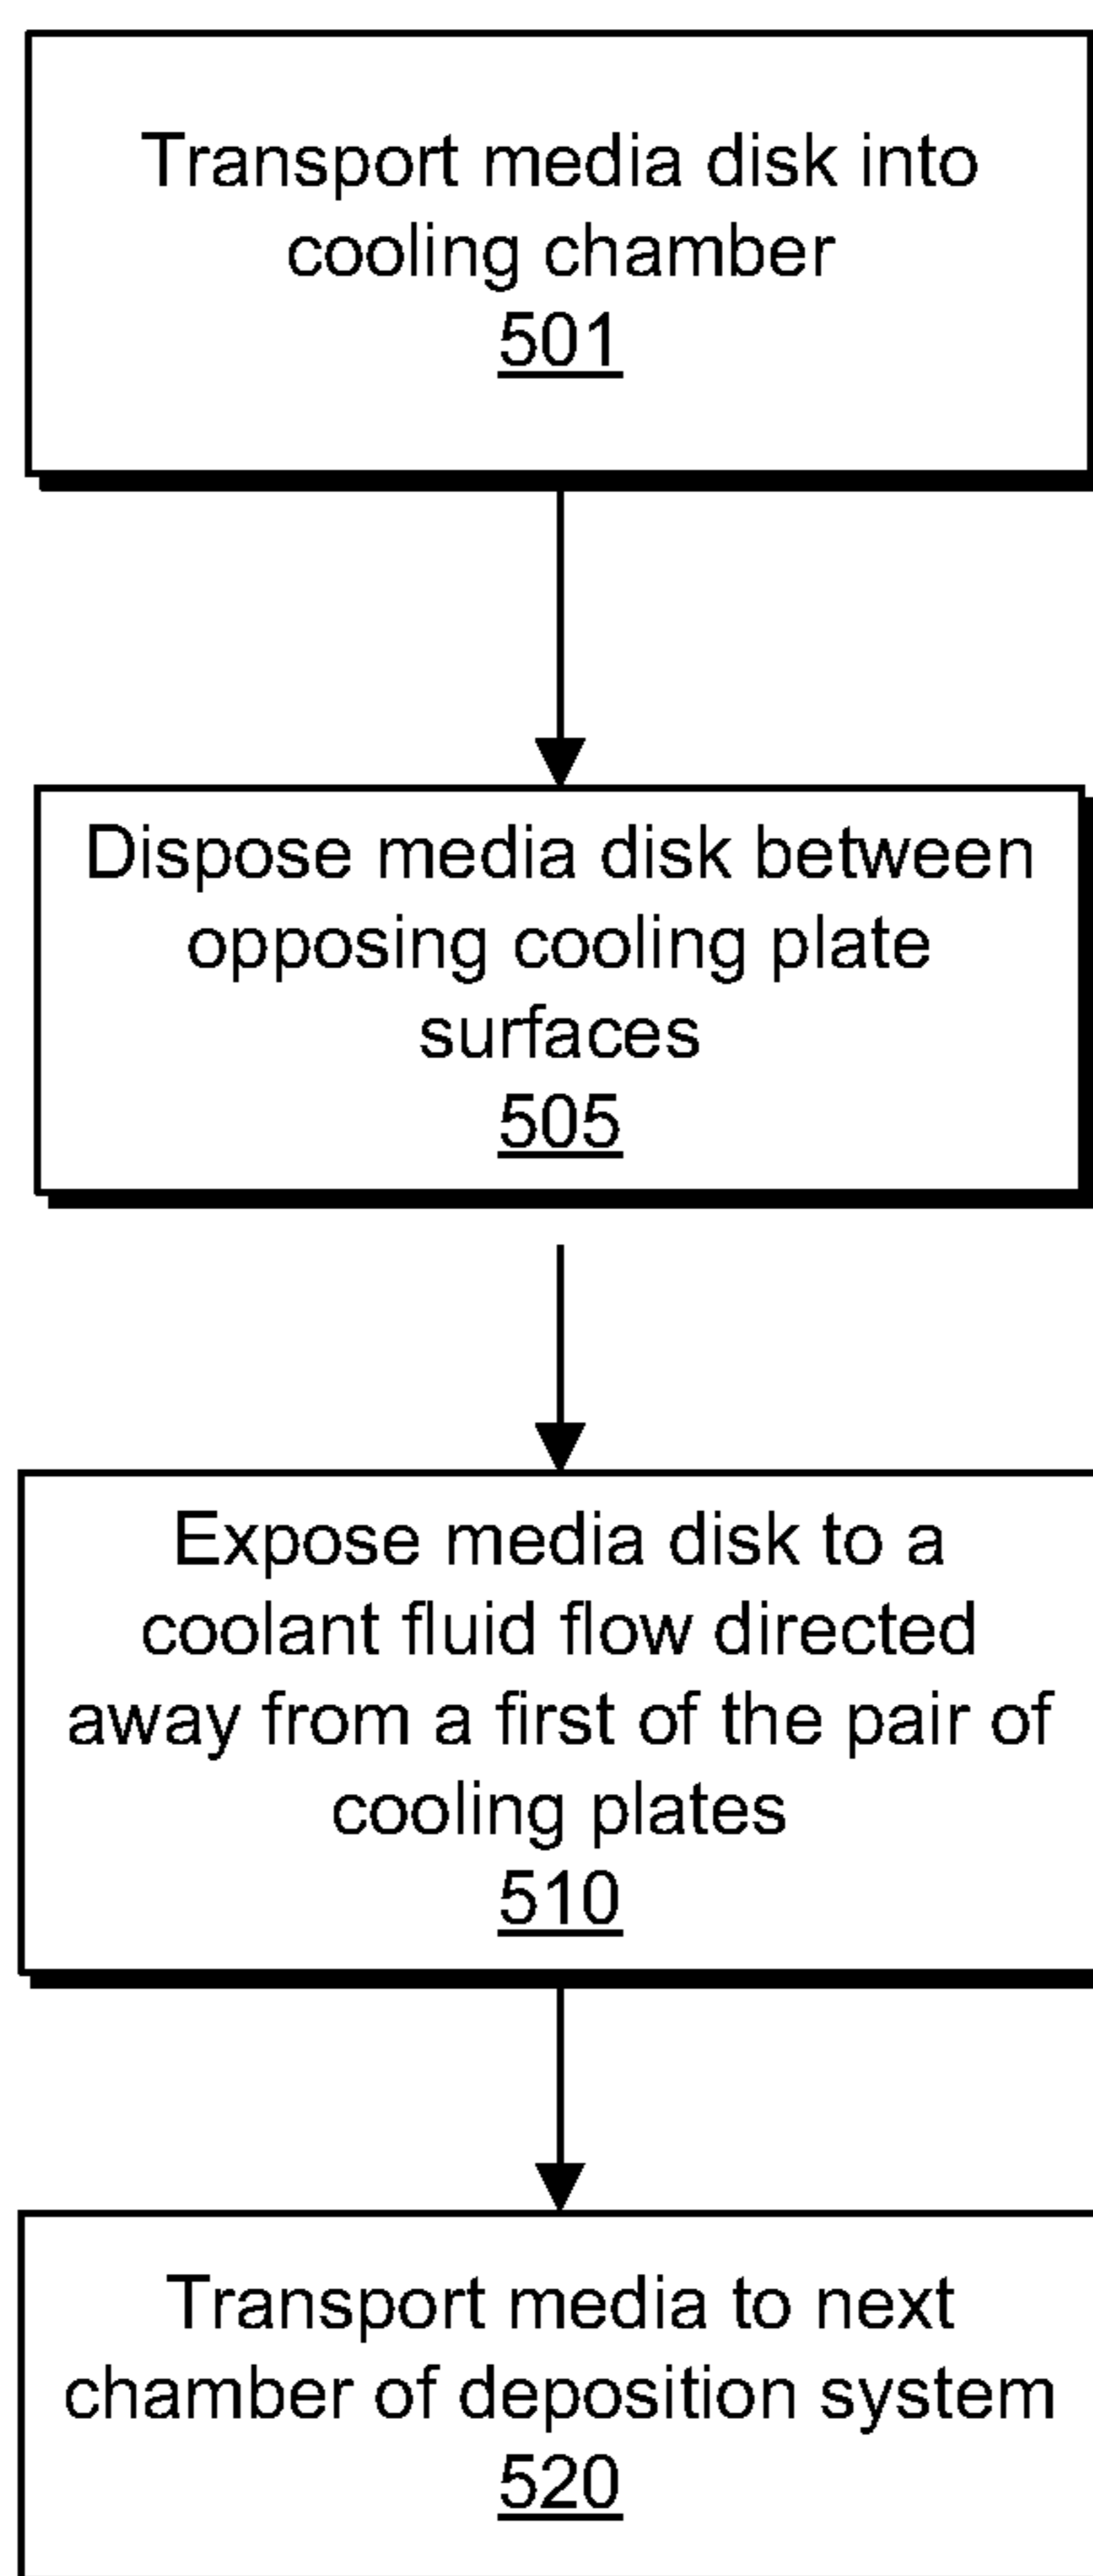 Transport media disk into
cooling chamber
501
Dispose media disk between
opposing cooling plate
surfaces
505
Expose media disk to a
coolant fluid flow directed
away from a first of the pair of
cooling plates
510
Transport media to next
chamber of deposition system
520